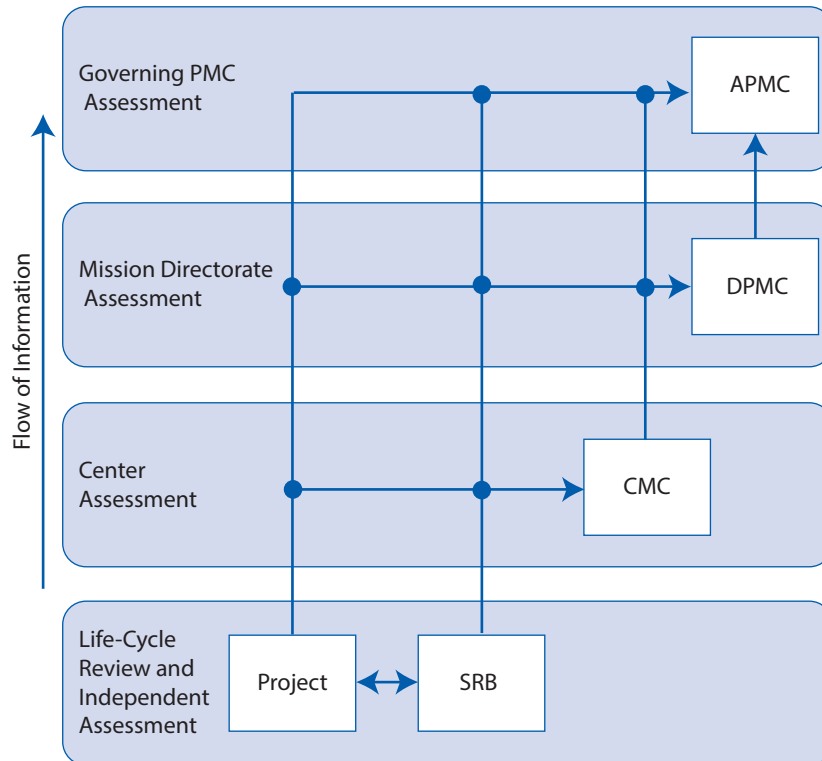 Governing PMC
Assessment
APMC
Mission Directorate
Assessment
DPMC
Flow of Information
Center
Assessment
CMC
Life-Cycle
Review and
Independent
Assessment
Project
SRB